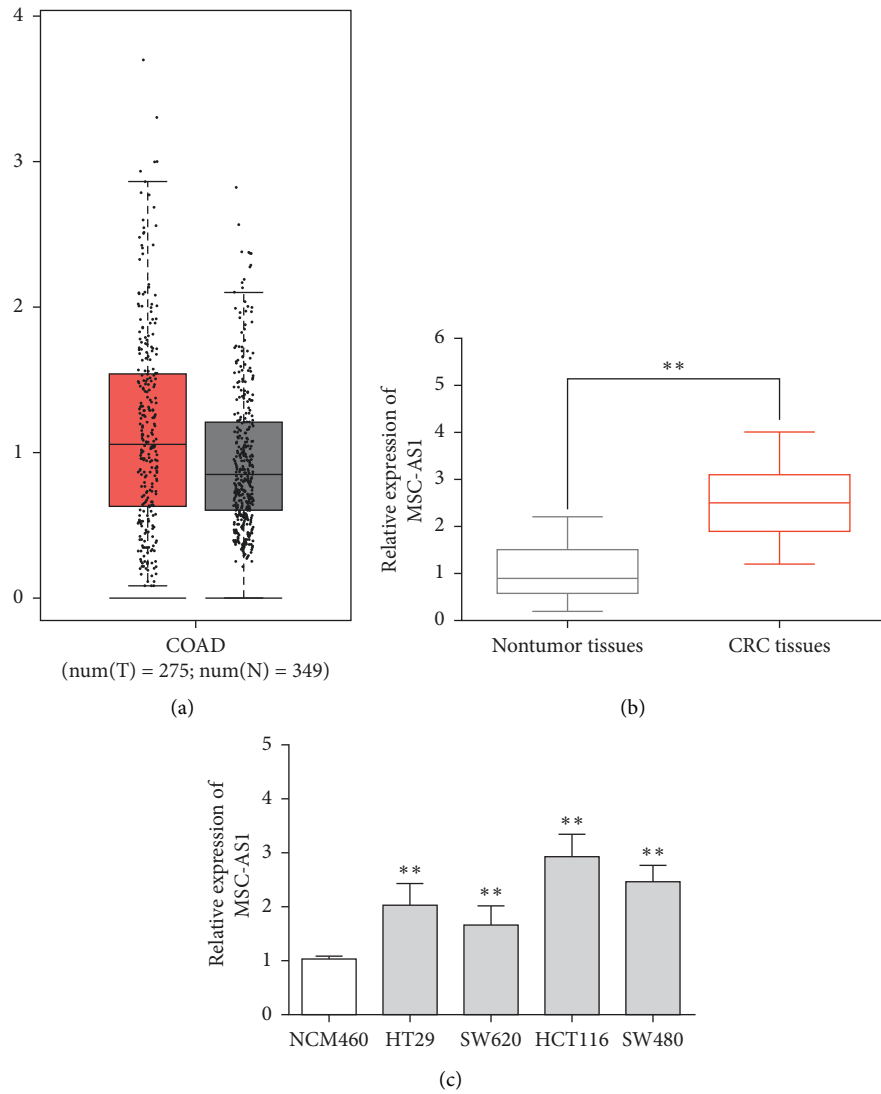 4
3
2
1
0
COAD
(num(T) = 275; num(N) = 349)
(a)
Relative expression of
MSC-AS1
6
5
4
3
2
1
0
**
Nontumor tissues
CRC tissues
(b)
Relative expression of
MSC-AS1
5
4
3
2
1
0
**
**
**
**
NCM460
HT29
SW620
HCT116
SW480
(c)